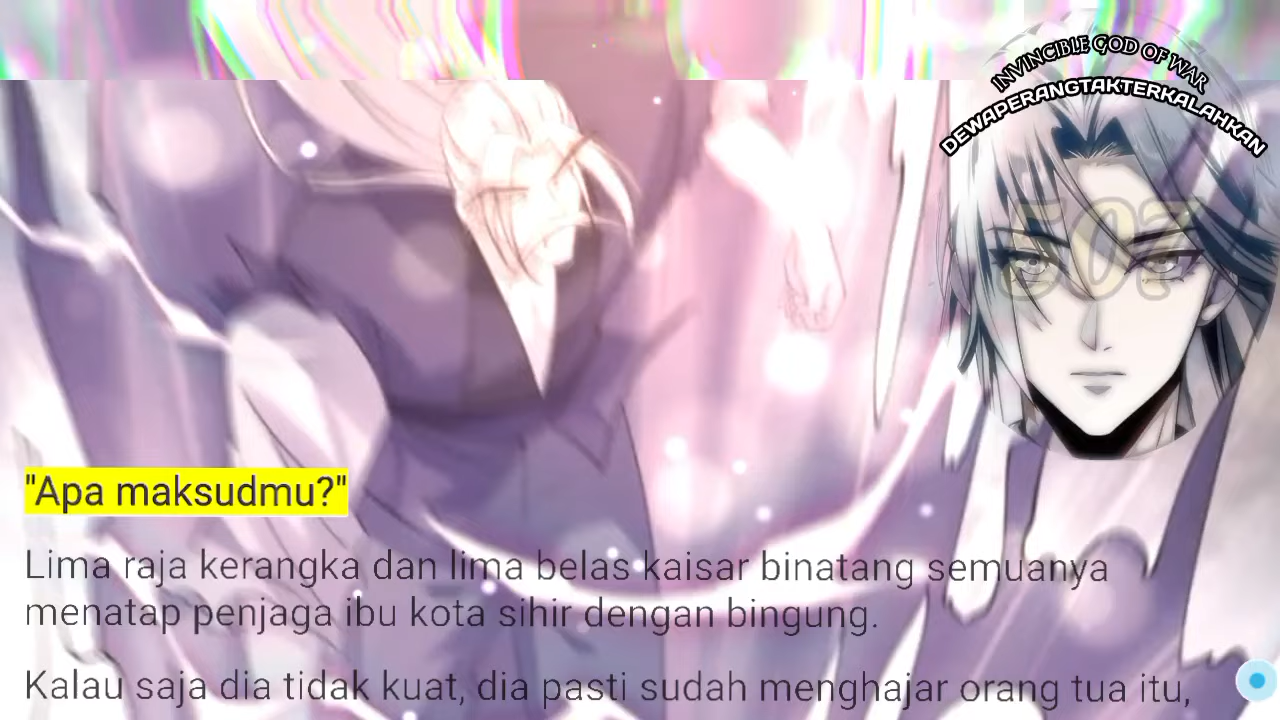 INVINCIBLE GOD OF WAR
DEWAPERANGTAKTERKALAHKAN
507
"Apa maksudmu?"
Lima raja kerangka dan lima belas kaisar binatang semuanya
menatap penjaga ibu kota sihir dengan bingung.
Kalau saja dia tidak kuat, dia pasti sudah menghajar orang tua itu,